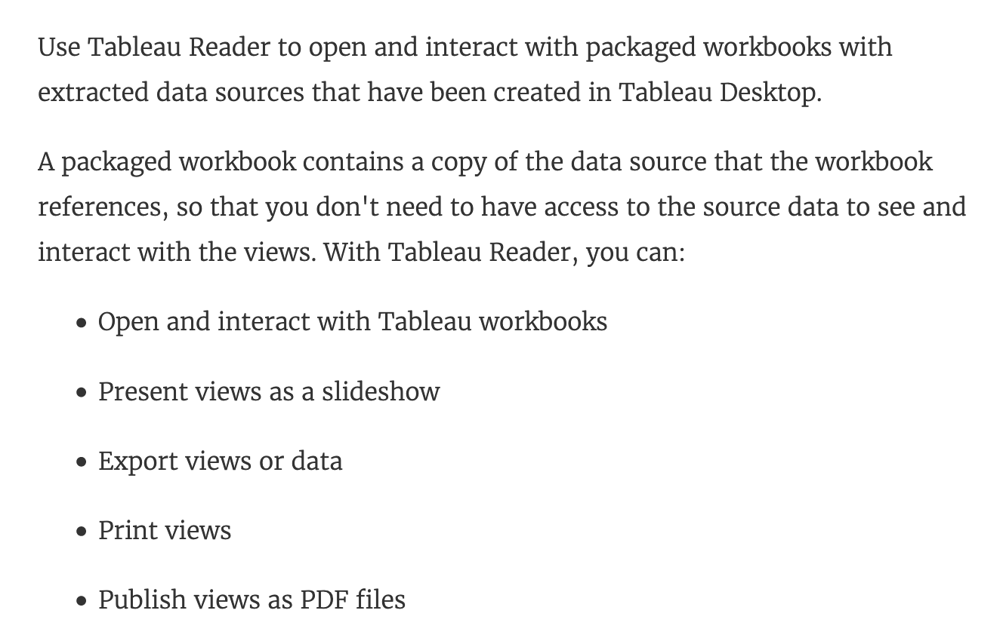 Use Tableau Reader to open and interact with packaged workbooks with
extracted data sources that have been created in Tableau Desktop.
A packaged workbook contains a copy of the data source that the workbook
references, so that you don't need to have access to the source data to see and
interact with the views. With Tableau Reader, you can:
• Open and interact with Tableau workbooks
• Present views as a slideshow
• Export views or data
• Print views
• Publish views as PDF files